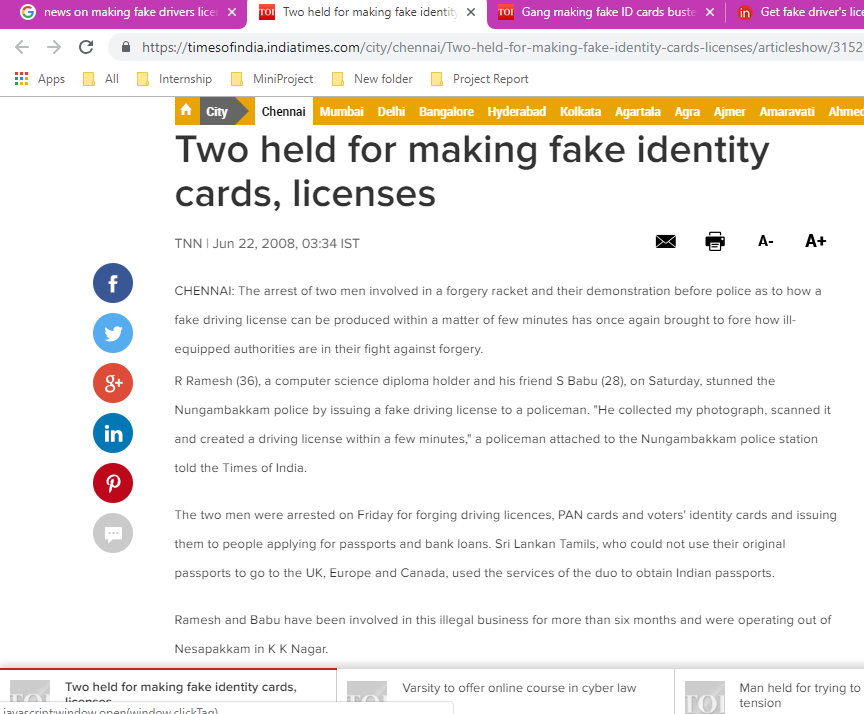 news on making fake drivers licen
Two held for making fake identity
Gang making fake ID cards buste
Get fake driver's lice
https://timesofindia.indiatimes.com/city/chennai/Two-held-for-making-fake-identity-cards-licenses/articleshow/3152
Apps All Internship MiniProject New folder Project Report
City Chennai Mumbai Delhi Bangalore Hyderabad Kolkata Agartala Agra Ajmer Amaravati Ahmed
Two held for making fake identity
cards, licenses
TNN | Jun 22, 2008, 03:34 IST
A- A+
CHENNAI: The arrest of two men involved in a forgery racket and their demonstration before police as to how a
fake driving license can be produced within a matter of few minutes has once again brought to fore how ill-
equipped authorities are in their fight against forgery.
R Ramesh (36), a computer science diploma holder and his friend S Babu (28), on Saturday, stunned the
Nungambakkam police by issuing a fake driving license to a policeman. "He collected my photograph, scanned it
and created a driving license within a few minutes," a policeman attached to the Nungambakkam police station
told the Times of India.
The two men were arrested on Friday for forging driving licences, PAN cards and voters' identity cards and issuing
them to people applying for passports and bank loans. Sri Lankan Tamils, who could not use their original
passports to go to the UK, Europe and Canada, used the services of the duo to obtain Indian passports.
Ramesh and Babu have been involved in this illegal business for more than six months and were operating out of
Nesapakkam in K K Nagar.
Two held for making fake identity cards,
licenses
Varsity to offer online course in cyber law
Man held for trying to
tension
javascript:window.open(window.clickTag)